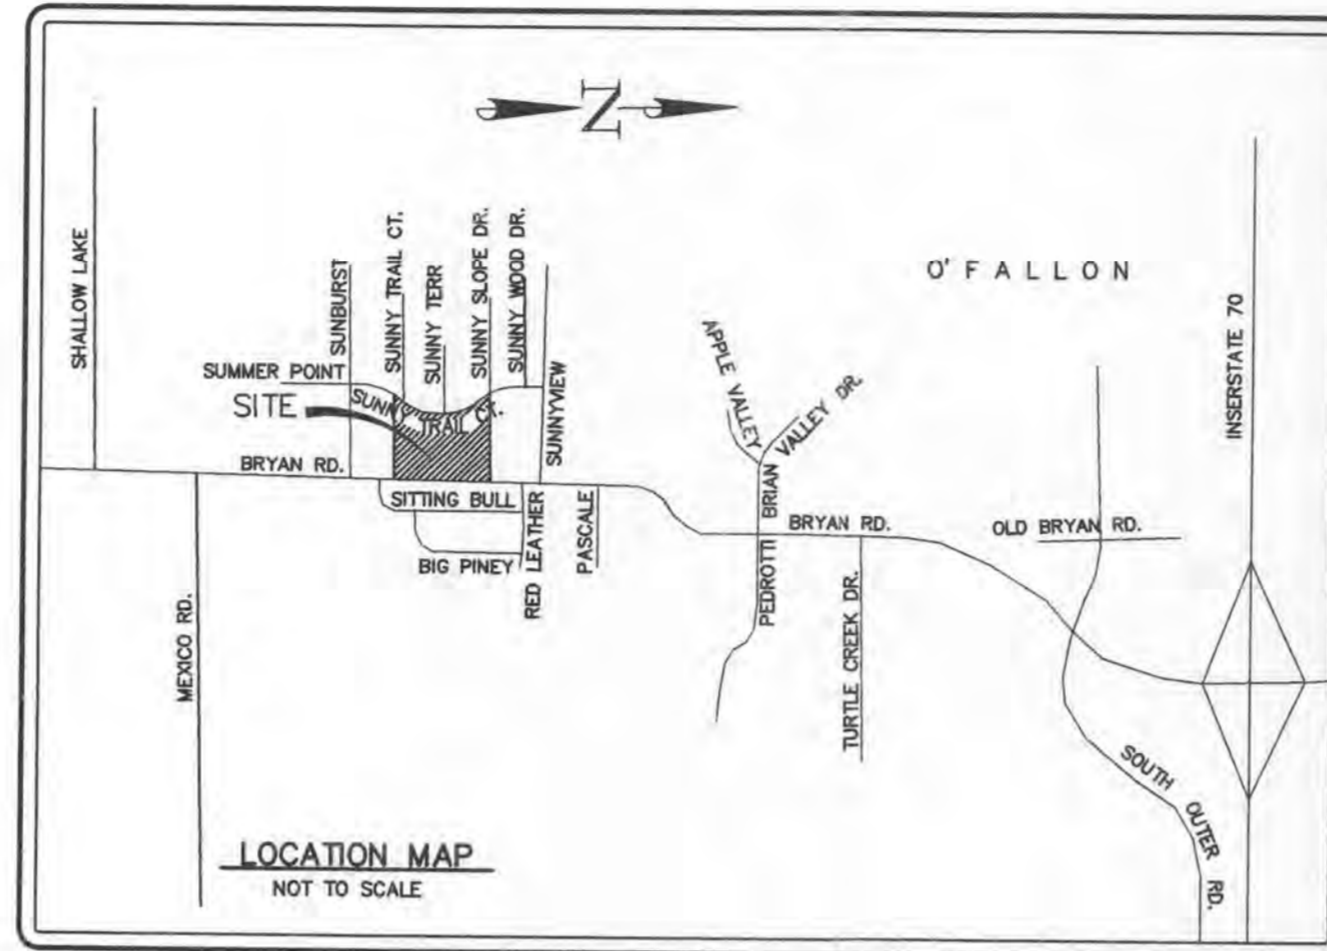 N
O'FALLON
SHALLOW LAKE
SUNBURST
SUNNY TRAIL CT.
SUNNY TERR
SUNNY SLOPE DR.
SUNNY WOOD DR.
SUNNYVIEW
SUMMER POINT
SITE
SUNNY TRAIL CT.
BRYAN RD.
SITTING BULL
BIG PINEY
RED LEATHER
PASCALE
APPLE VALLEY
BRIAN VALLEY DR.
PEDROTTI
BRYAN RD.
TURTLE CREEK DR.
OLD BRYAN RD.
INSERSTATE 70
SOUTH OUTER RD.
MEXICO RD.
LOCATION MAP
NOT TO SCALE